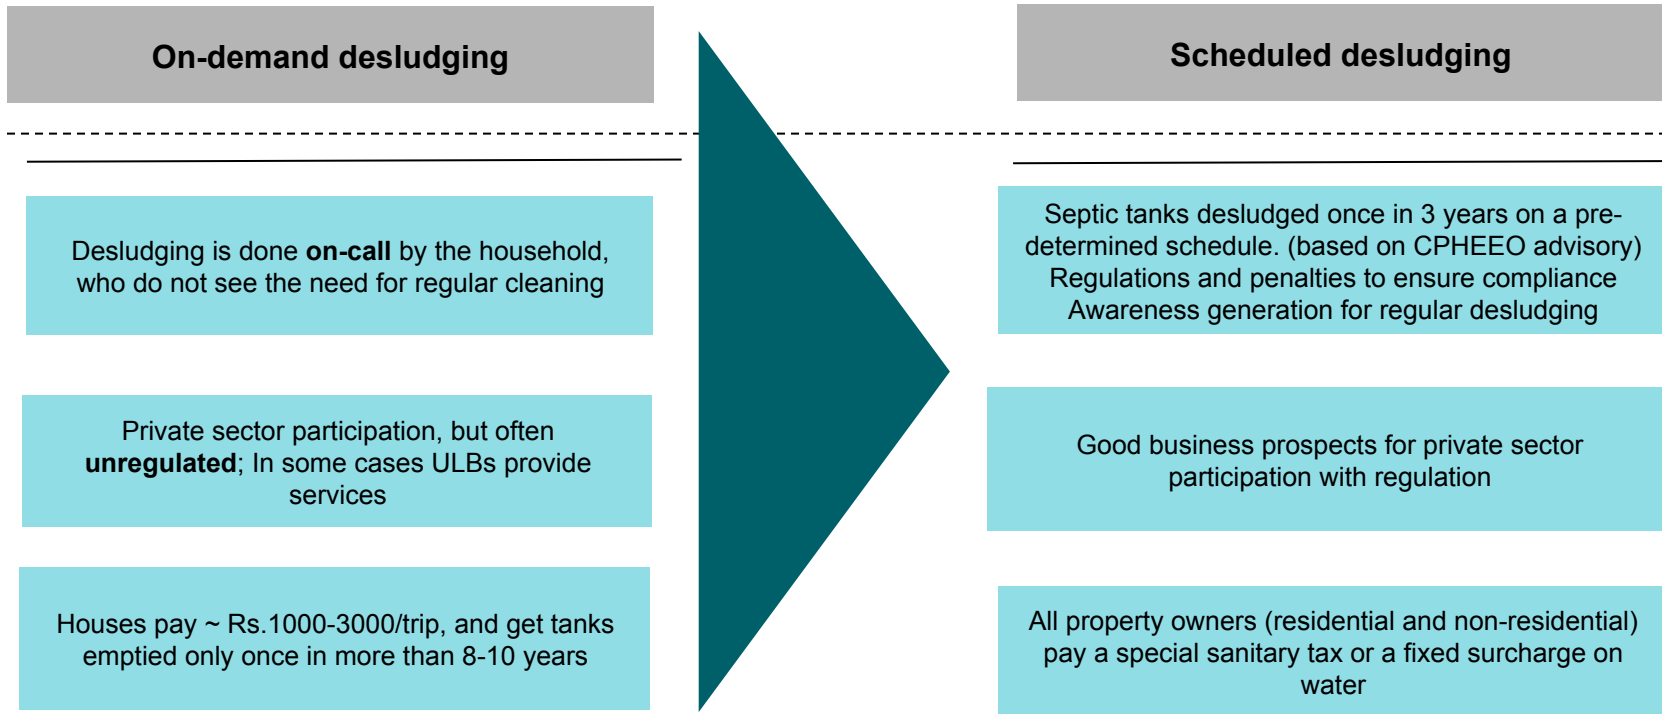 On-demand desludging
Desludging is done on-call by the household,
who do not see the need for regular cleaning
Private sector participation, but often
unregulated; In some cases ULBs provide
services
Houses pay ~ Rs.1000-3000/trip, and get tanks
emptied only once in more than 8-10 years
Scheduled desludging
Septic tanks desludged once in 3 years on a pre-
determined schedule. (based on CPHEEO advisory)
Regulations and penalties to ensure compliance
Awareness generation for regular desludging
Good business prospects for private sector
participation with regulation
All property owners (residential and non-residential)
pay a special sanitary tax or a fixed surcharge on
water